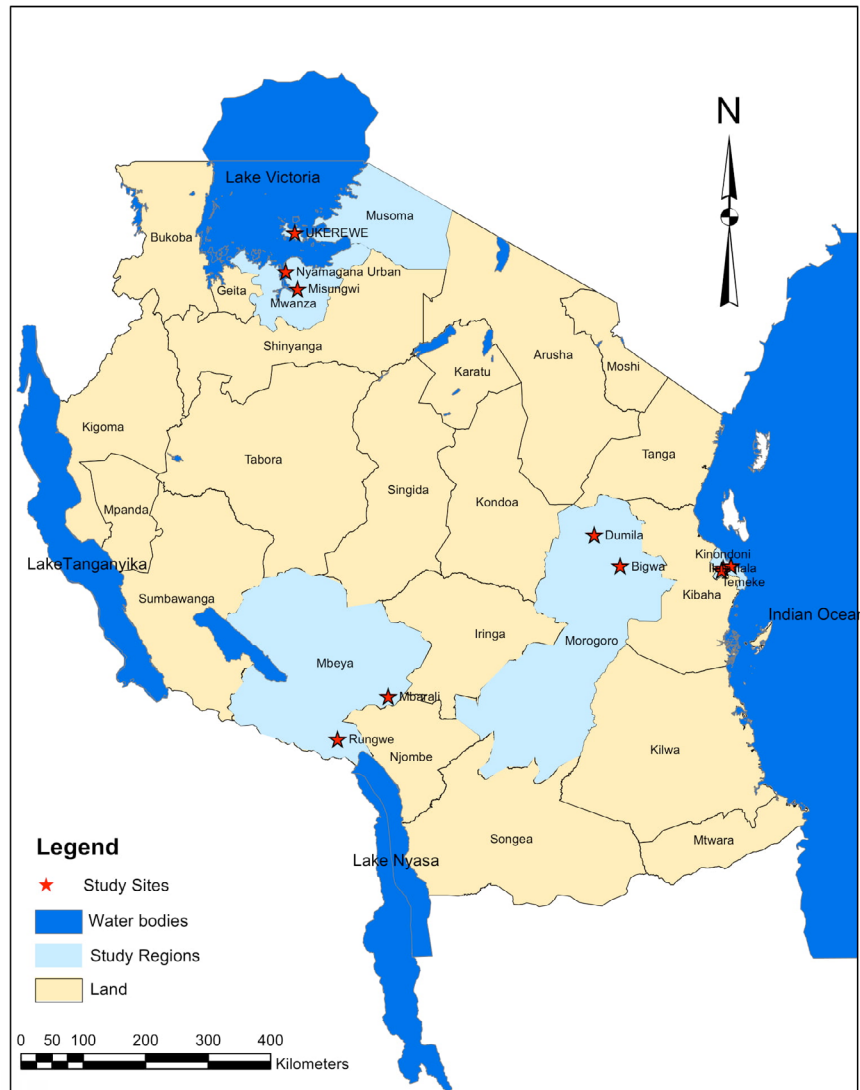 N
Lake Victoria
Musoma
Bukoba
UKEREWE
Nyamagana Urban
Geita
Misungwi
Mwanza
Shinyanga
Karatu
Arusha
Moshi
Kigoma
Tabora
Tanga
Singida
Kondoa
Mpanda
Dumila
Kinondoni
LakeTanganyika
Bigwa
Temeke
Sumbawanga
Kibaha
Indian Ocean
Iringa
Morogoro
Mbeya
Mbarali
Rungwe
Njombe
Kilwa
Songea
Mtwara
Lake Nyasa
Legend
Study Sites
Water bodies
Study Regions
Land
0 50 100 200 300 400
Kilometers